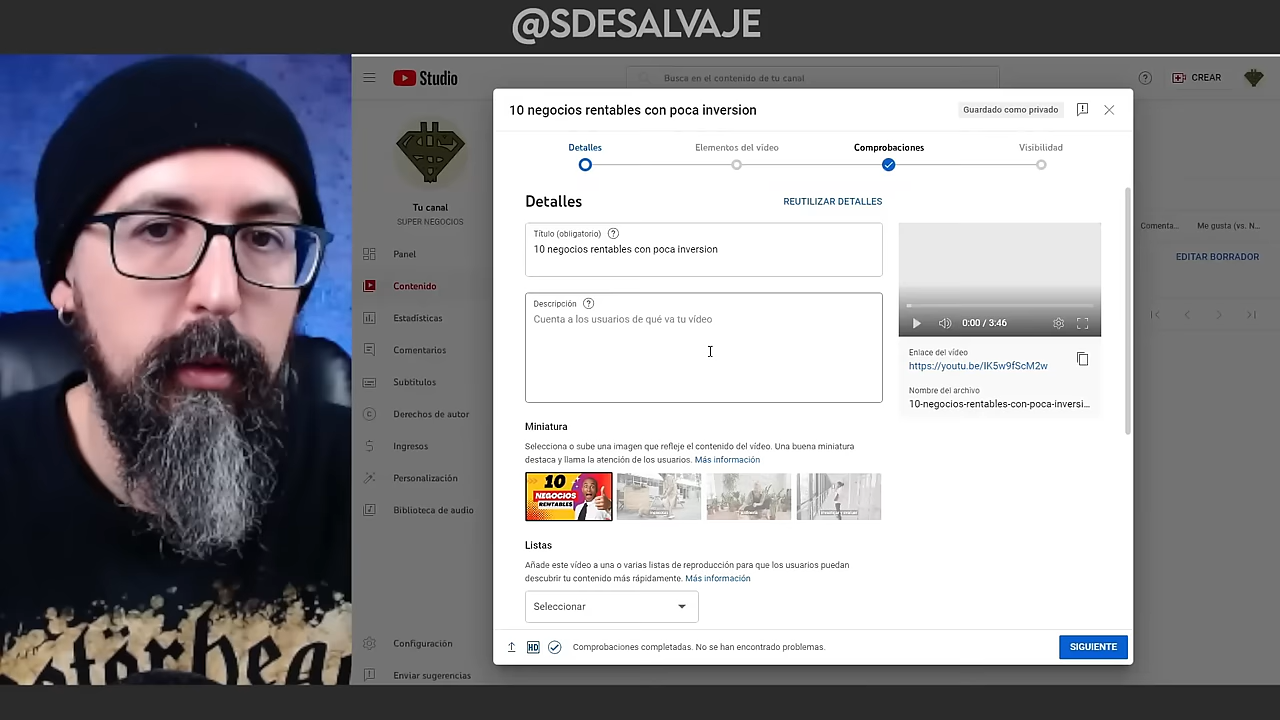 @SDESALVAJE
Studio
Busca en el contenido de tu canal
CREAR
Tu canal
SUPER NEGOCIOS
Panel
Contenido
Estadísticas
Comentarios
Subtítulos
Derechos de autor
Ingresos
Personalización
Biblioteca de audio
Configuración
Enviar sugerencias
10 negocios rentables con poca inversion
Guardado como privado
Detalles
Elementos del vídeo
Comprobaciones
Visibilidad
Detalles
REUTILIZAR DETALLES
Título (obligatorio)
10 negocios rentables con poca inversion
Descripción
Cuenta a los usuarios de qué va tu vídeo
0:00 / 3:46
Enlace del vídeo
https://youtu.be/IK5w9fScM2w
Nombre del archivo
10-negocios-rentables-con-poca-inversi...
Miniatura
Selecciona o sube una imagen que refleje el contenido del vídeo. Una buena miniatura
destaca y llama la atención de los usuarios. Más información
10
NEGOCIOS
RENTABLES
Listas
Añade este vídeo a una o varias listas de reproducción para que los usuarios puedan
descubrir tu contenido más rápidamente. Más información
Seleccionar
HD
Comprobaciones completadas. No se han encontrado problemas.
SIGUIENTE
Comenta...
Me gusta (vs. N...
EDITAR BORRADOR